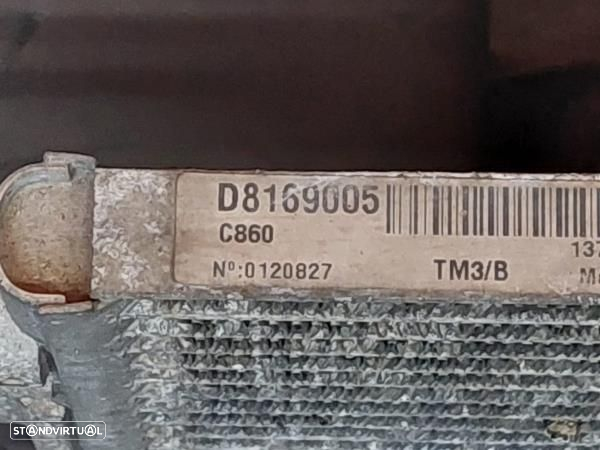 D8169005
C860
Nº:0120827
TM3/B
STANDVIRTUAL